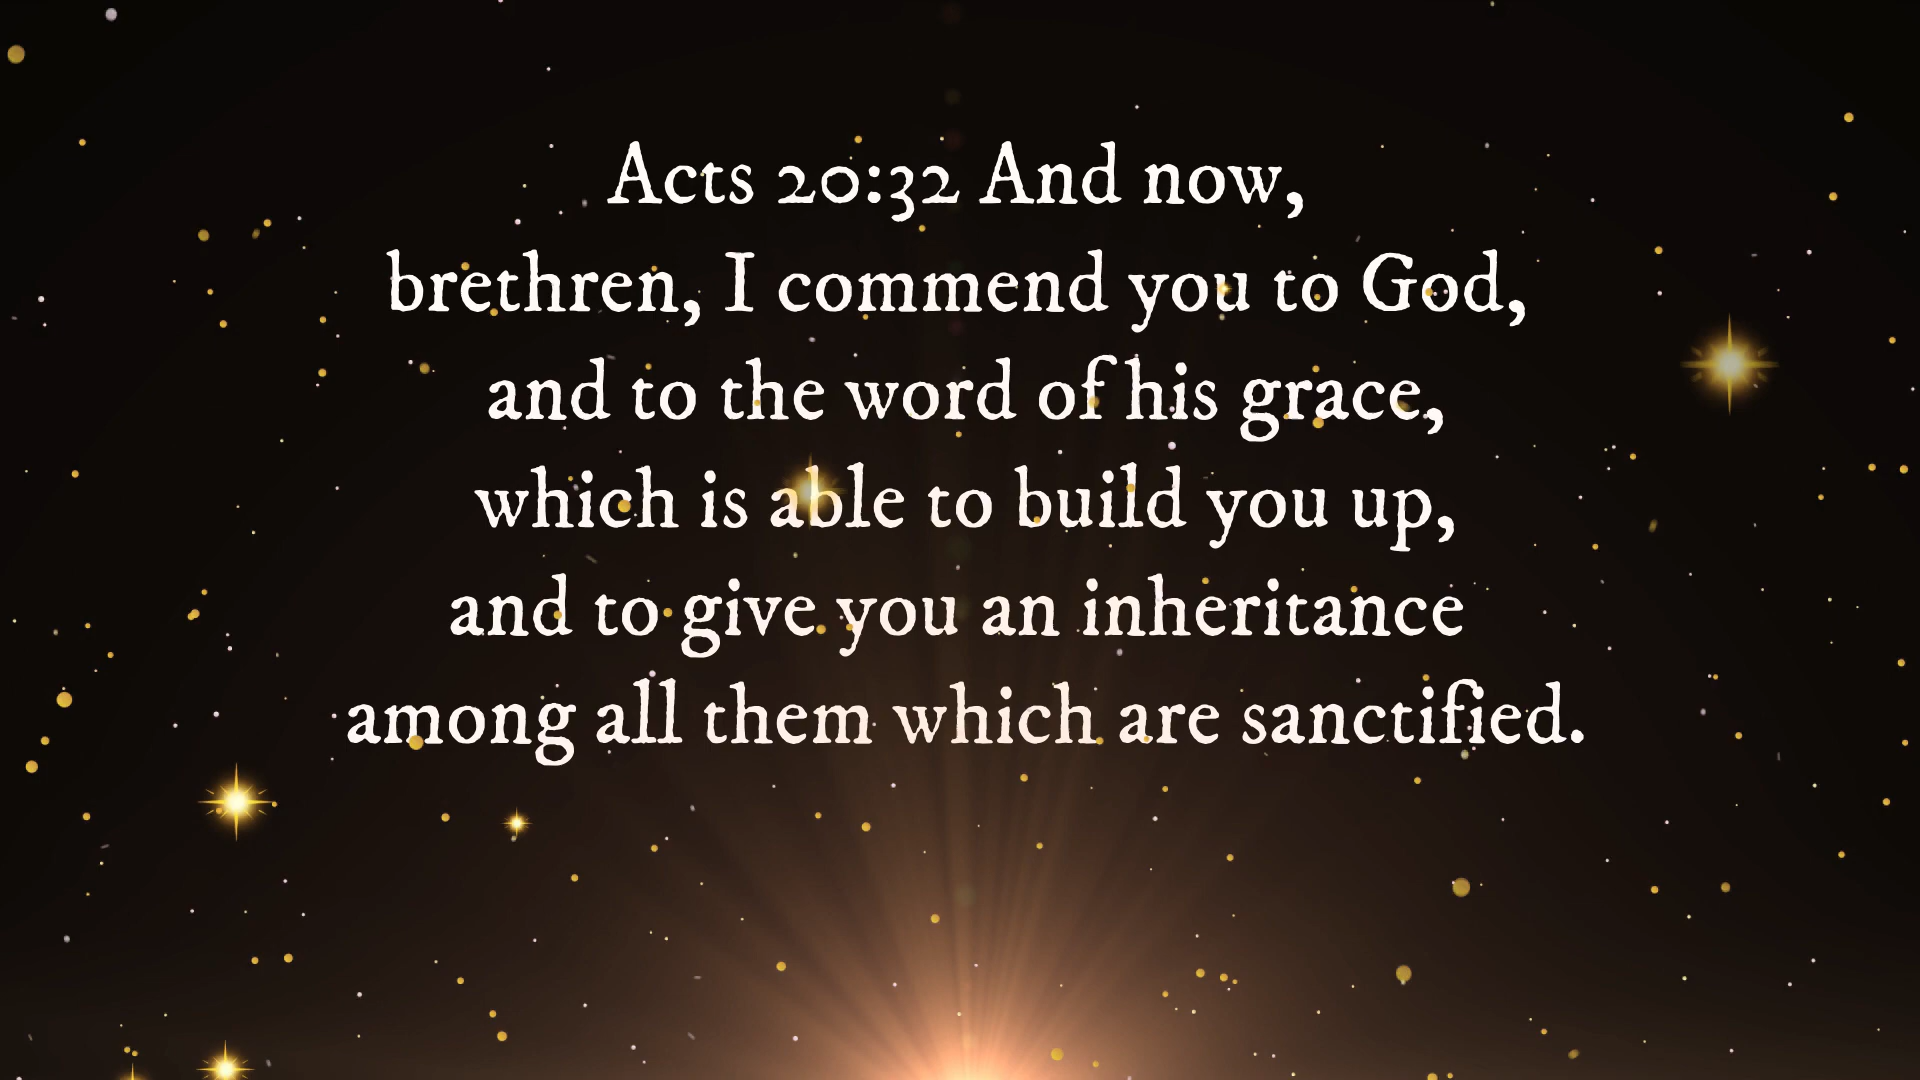 Acts 20:32 And now,
brethren, I commend you to God,
and to the word of his grace,
which is able to build you up,
and to give you an inheritance
among all them which are sanctified.